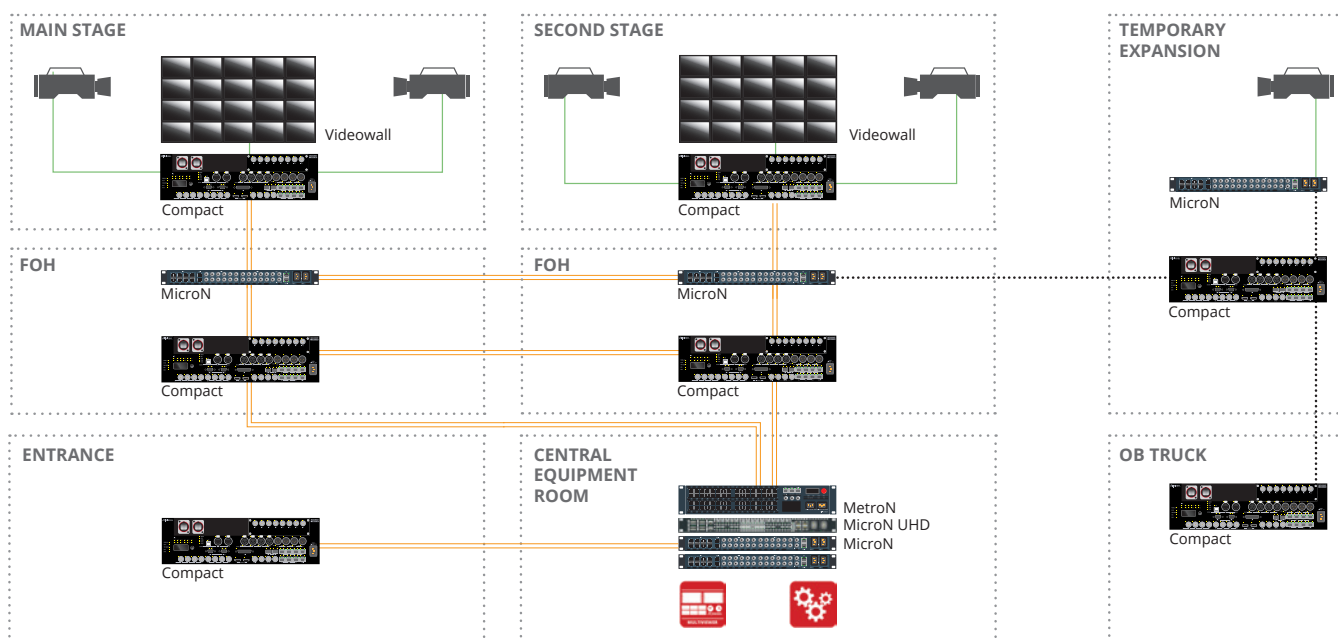 MAIN STAGE
SECOND STAGE
TEMPORARY
EXPANSION
Videowall
Videowall
Compact
Compact
MicroN
FOH
FOH
MicroN
MicroN
Compact
Compact
Compact
ENTRANCE
CENTRAL
EQUIPMENT
ROOM
OB TRUCK
MetroN
MicroN UHD
MicroN
Compact
Compact
MULTIVIEWER